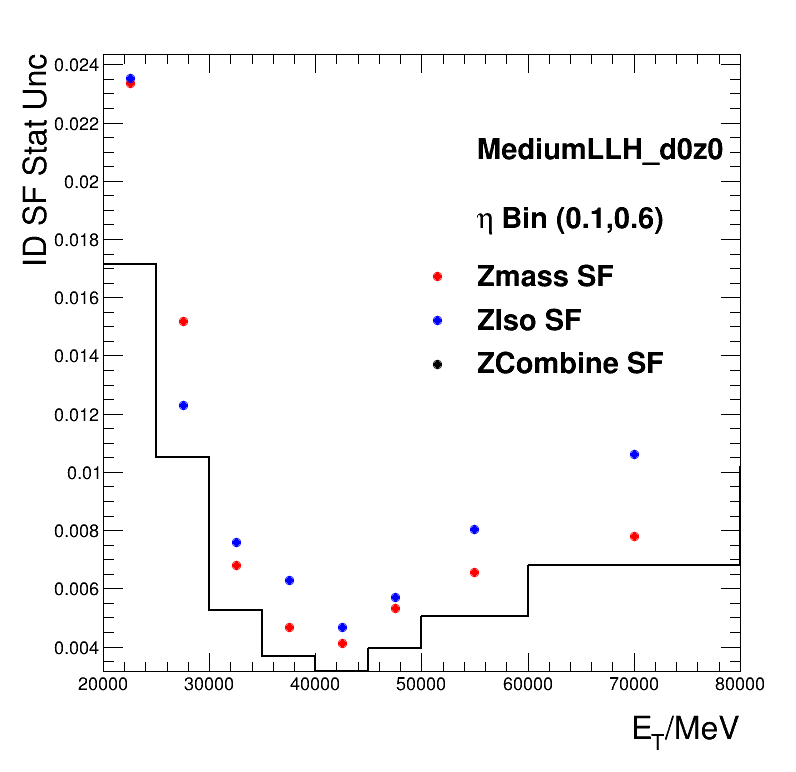 ID SF Stat Unc
0.024
0.022
0.02
0.018
0.016
0.014
0.012
0.01
0.008
0.006
0.004
MediumLLH_d0z0
η Bin (0.1,0.6)
Zmass SF
ZIso SF
ZCombine SF
20000 30000 40000 50000 60000 70000 80000
E_T/MeV